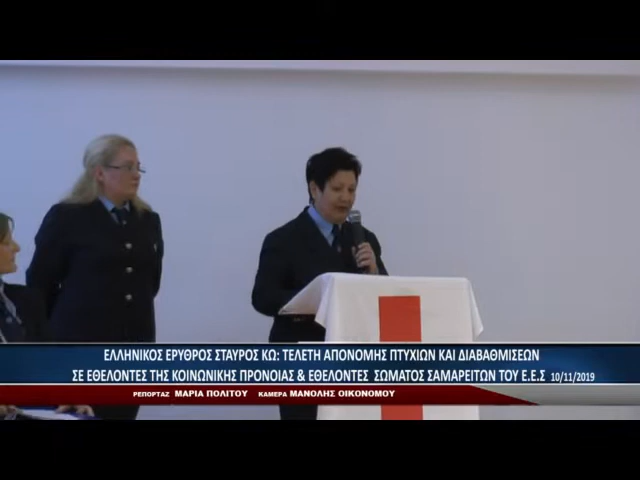 ΕΛΛΗΝΙΚΟΣ ΕΡΥΘΡΟΣ ΣΤΑΥΡΟΣ ΚΩ: ΤΕΛΕΤΗ ΑΠΟΝΟΜΗΣ ΠΤΥΧΙΩΝ ΚΑΙ ΔΙΑΒΑΘΜΙΣΕΩΝ
ΣΕ ΕΘΕΛΟΝΤΕΣ ΤΗΣ ΚΟΙΝΩΝΙΚΗΣ ΠΡΟΝΟΙΑΣ & ΕΘΕΛΟΝΤΕΣ ΣΩΜΑΤΟΣ ΣΑΜΑΡΕΙΤΩΝ ΤΟΥ Ε.Ε.Σ 10/11/2019
ΡΕΠΟΡΤΑΖ ΜΑΡΙΑ ΠΟΛΙΤΟΥ ΚΑΜΕΡΑ ΜΑΝΟΛΗΣ ΟΙΚΟΝΟΜΟΥ